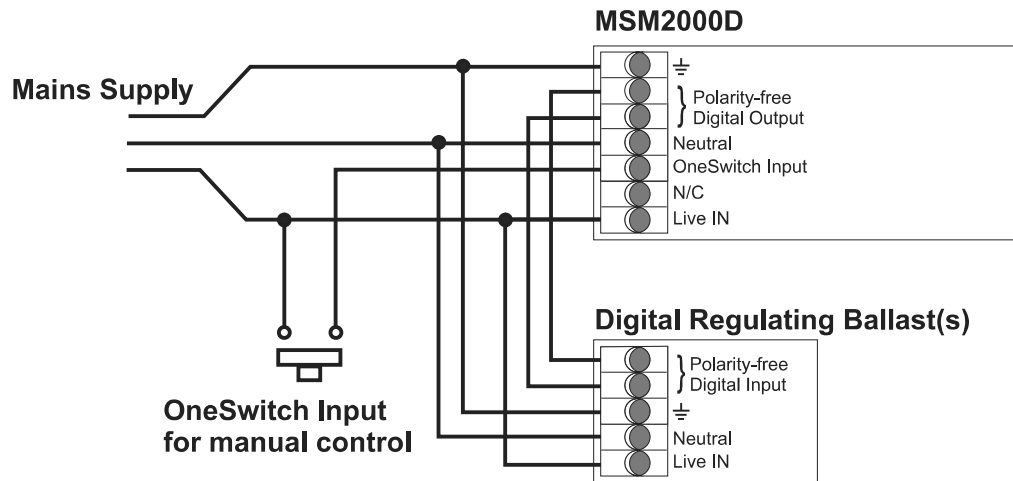 MSM2000D
Mains Supply
Polarity-free
Digital Output
Neutral
OneSwitch Input
N/C
Live IN
Digital Regulating Ballast(s)
Polarity-free
Digital Input
Neutral
Live IN
OneSwitch Input
for manual control